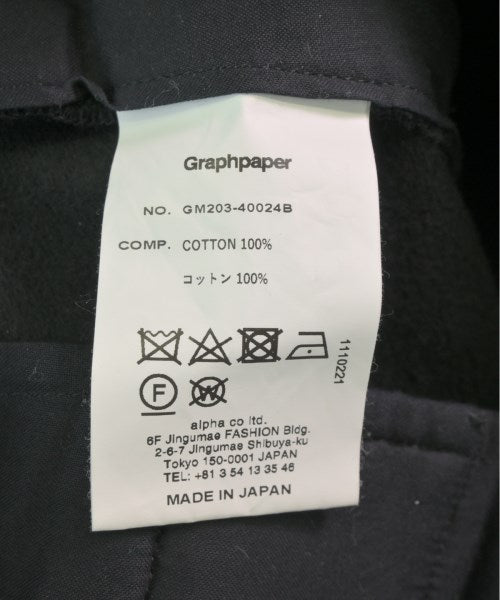 Graphpaper
NO. GM203-40024B
COMP. COTTON 100%
コットン 100%
1110221
F W
alpha co ltd.
6F Jingumae FASHION Bldg.
2-6-7 Jingumae Shibuya-ku
Tokyo 150-0001 JAPAN
TEL: +81 3 54 13 35 46
MADE IN JAPAN